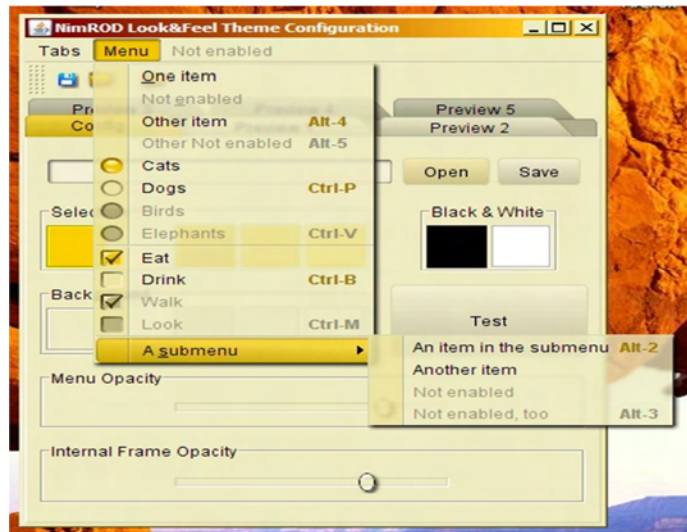 NimROD Look&Feel Theme Configuration
Tabs Menu Not enabled
One item
Not enabled
Other item Alt-4
Other Not enabled Alt-5
Cats
Dogs Ctrl-P
Birds
Elephants Ctrl-V
Eat
Drink Ctrl-B
Walk
Look Ctrl-M
A submenu
An item in the submenu Alt-2
Another item
Not enabled
Not enabled, too Alt-3
Preview 5
Preview 2
Open Save
Black & White
Test
Menu Opacity
Internal Frame Opacity